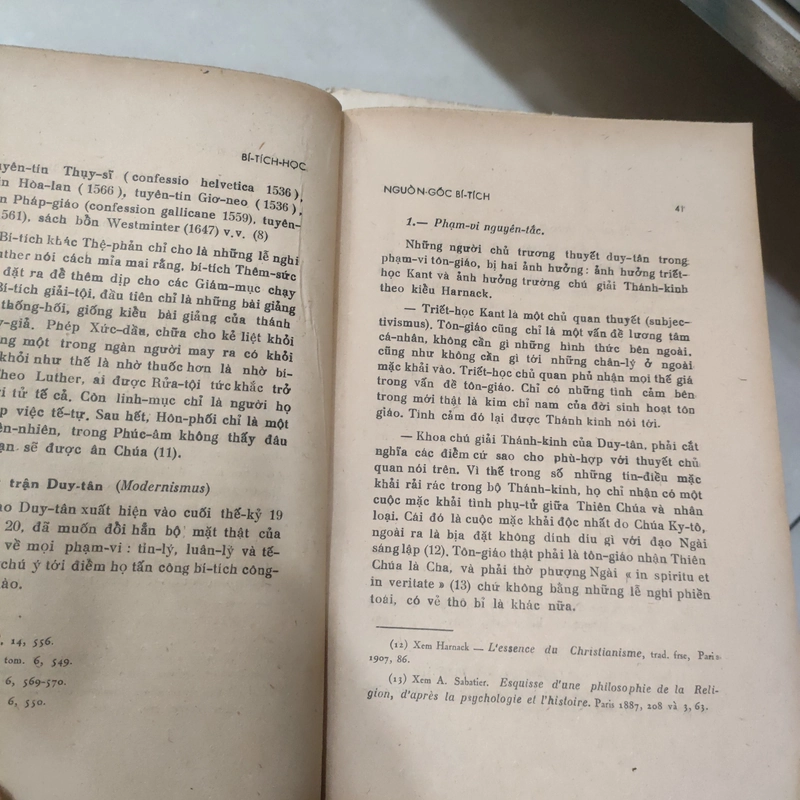 BÍ-TÍCH-HỌC
Thụy-sĩ (confessio helvetica 1536),
Hòa-lan (1566), tuyên-tín Giơ-neo (1536),
Pháp-giáo (confession gallicane 1559), tuyên-
561), sách bồn Westminter (1647) v.v. (8)
Bí-tích khác Thệ-phản chỉ cho là những lễ nghi
nói cách mỉa mai rằng, bí-tích Thêm-sức
đặt ra để thêm dịp cho các Giám-mục chạy
giải-tội, đầu tiên chỉ là những bài giảng
thống-hối, giống kiểu bài giảng của thánh
giả. Phép Xức-dầu, chữa cho kẻ liệt khỏi
một trong ngàn người may ra có khỏi
khỏi như thế là nhờ thuốc hơn là nhờ bí-
Luther, ai được Rửa-tội tức khắc trở
tử tế cả. Còn linh-mục chỉ là người họ
việc tế-tự. Sau hết, Hôn-phối chỉ là một
nhiên, trong Phúc-âm không thấy đâu
sẽ được ân Chúa (11).
trận Duy-tân (Modernismus)
Duy-tân xuất hiện vào cuối thế-kỷ 19
20, đã muốn đổi hẳn bộ mặt thật của
về mọi phạm-vi : tín-lý, luân-lý và tế-
chú ý tới điểm họ tấn công bí-tích công-
14, 556.
tom. 6, 549.
6, 569-570.
6, 550.
NGUỒN-GỐC BÍ-TÍCH
41
1.— Phạm-vi nguyên-tắc.
Những người chủ trương thuyết duy-tân trong
phạm-vi tôn-giáo, bị hai ảnh hưởng : ảnh hưởng triết-
học Kant và ảnh hưởng trường chú giải Thánh-kinh
theo kiểu Harnack.
— Triết-học Kant là một chủ quan thuyết (subjec-
tivismus). Tôn-giáo cũng chỉ là một vấn đề lương tâm
cá-nhân, không cần gì những hình thức bên ngoài,
cũng như không cần gì tới những chân-lý ở ngoài
mặc khải vào. Triết-học chủ quan phủ nhận mọi thế giá
trong vấn đề tôn-giáo. Chỉ có những tình cảm bên
trong mới thật là kim chỉ nam của đời sinh hoạt tôn
giáo. Tình cảm đó lại được Thánh kinh nói tới.
— Khoa chú giải Thánh-kinh của Duy-tân, phải cắt
nghĩa các điểm cứ sao cho phù-hợp với thuyết chủ
quan nói trên. Vì thế trong số những tín-điều mặc
khải rải rác trong bộ Thánh-kinh, họ chỉ nhận có một
cuộc mặc khải tình phụ-tử giữa Thiên Chúa và nhân
loại. Cái đó là cuộc mặc khải độc nhất do Chúa Ky-tô,
ngoài ra là bịa đặt không dính díu gì với đạo Ngài
sáng lập (12). Tôn-giáo thật phải là tôn-giáo nhận Thiên
Chúa là Cha, và phải thờ phượng Ngài « in spiritu et
in veritate » (13) chứ không bằng những lễ nghi phiền
toái, có vẻ thô bỉ là khác nữa.
(12) Xem Harnack — L'essence du Christianisme, trad. frse, Paris
1907, 86.
(13) Xem A. Sabatier. Esquisse d'une philosophie de la Reli-
gion, d'après la psychologie et l'histoire. Paris 1887, 208 và 3, 63.